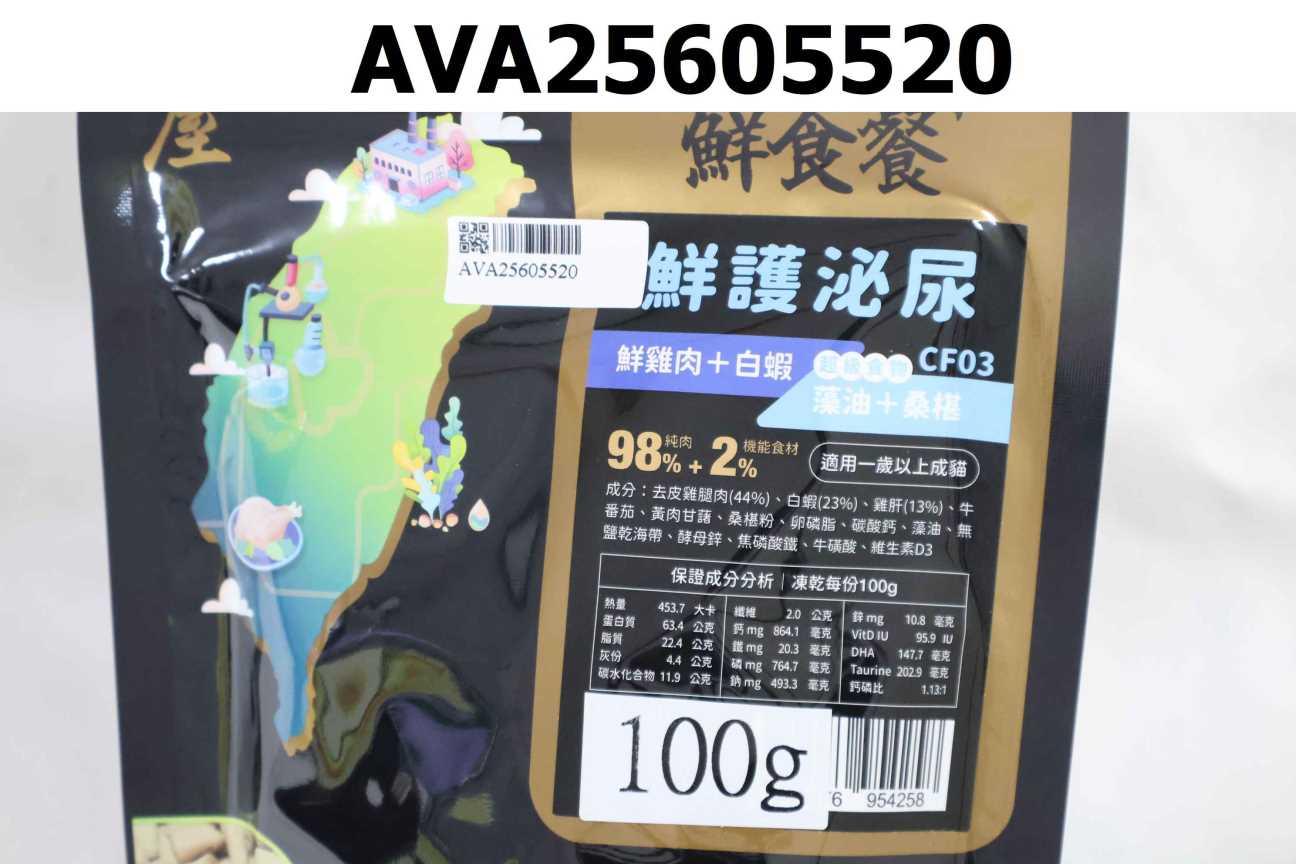 AVA25605520
屋
鮮食餐
AVA25605520
鮮護泌尿
鮮雞肉＋白蝦
超級食物 CF03
藻油＋桑椹
98%純肉 + 2%機能食材
適用一歲以上成貓
成分：去皮雞腿肉(44%)、白蝦(23%)、雞肝(13%)、牛
番茄、黃肉甘藷、桑椹粉、卵磷脂、碳酸鈣、藻油、無
鹽乾海帶、酵母鋅、焦磷酸鐵、牛磺酸、維生素D3
保證成分分析｜凍乾每份100g
熱量 453.7 大卡 纖維 2.0 公克 鋅 mg 10.8 毫克
蛋白質 63.4 公克 鈣 mg 864.1 毫克 VitD IU 95.9 IU
脂質 22.4 公克 鐵 mg 20.3 毫克 DHA 147.7 毫克
灰份 4.4 公克 磷 mg 764.7 毫克 Taurine 202.9 毫克
碳水化合物 11.9 公克 鈉 mg 493.3 毫克 鈣磷比 1.13:1
100g
6 954258